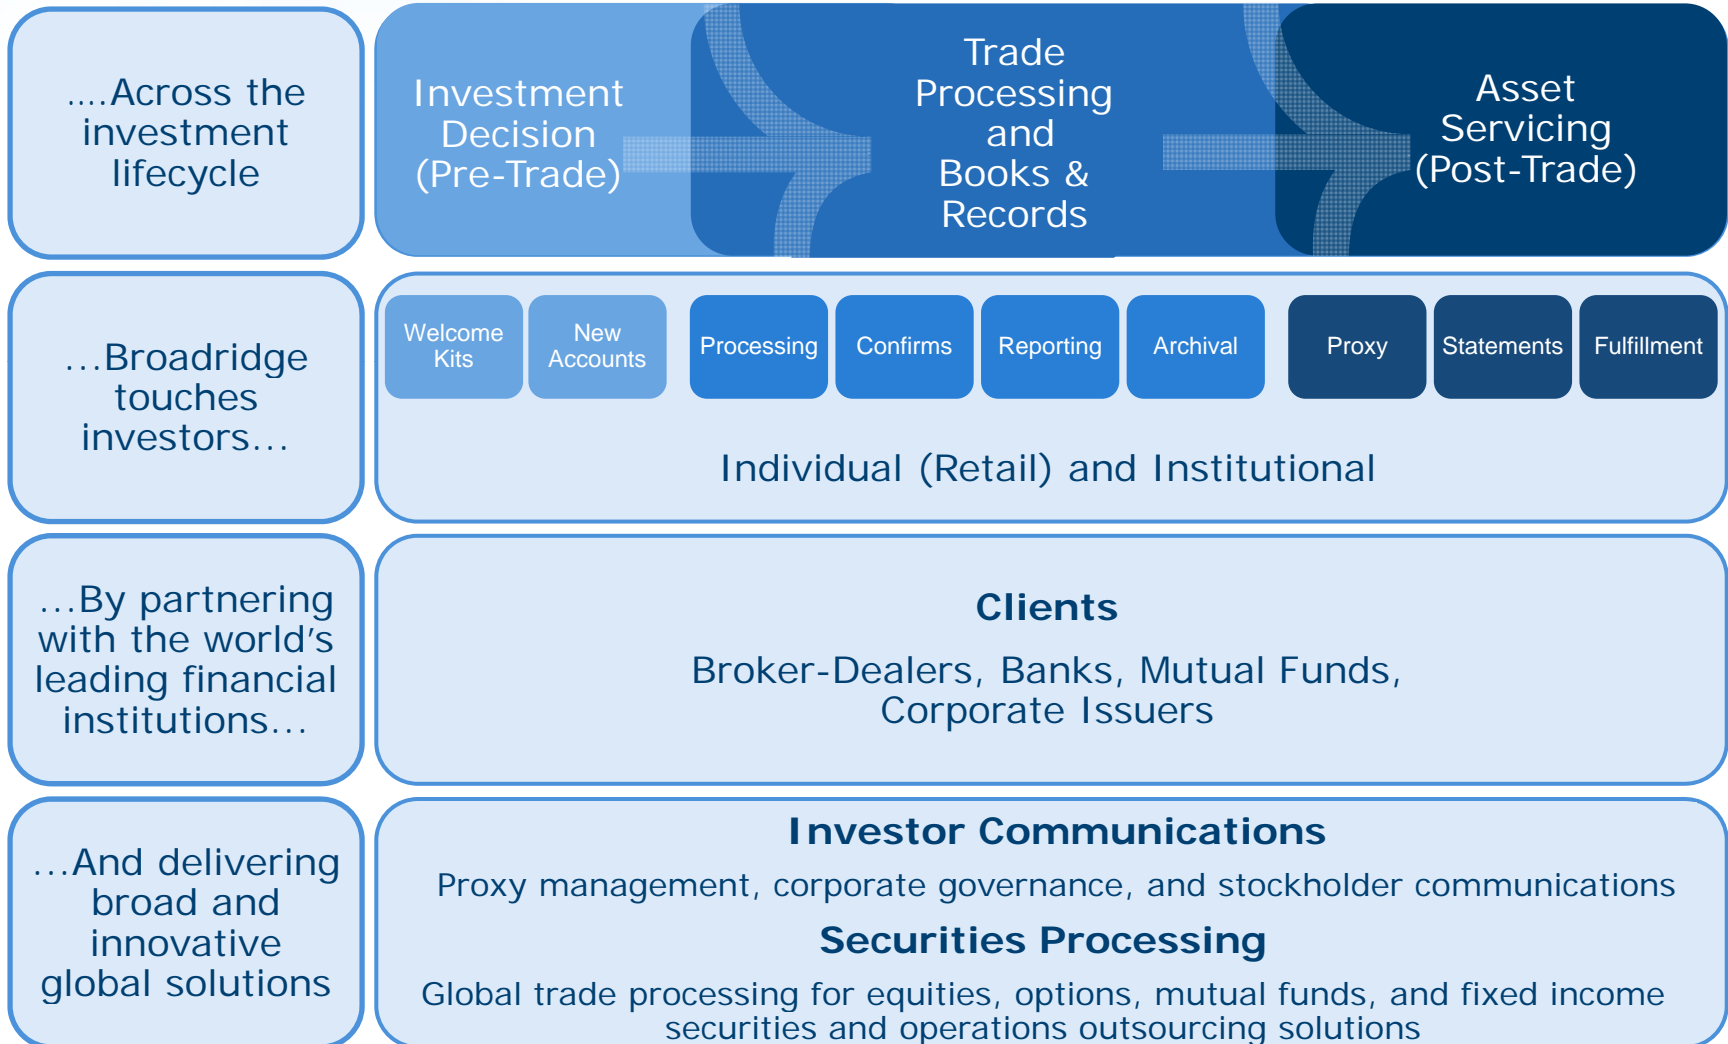 ....Across the
investment
lifecycle
Investment
Decision
(Pre-Trade)
Trade
Processing
and
Books &
Records
Asset
Servicing
(Post-Trade)
...Broadridge
touches
investors...
Welcome
Kits
New
Accounts
Processing
Confirms
Reporting
Archival
Proxy
Statements
Fulfillment
Individual (Retail) and Institutional
...By partnering
with the world’s
leading financial
institutions...
Clients
Broker-Dealers, Banks, Mutual Funds,
Corporate Issuers
...And delivering
broad and
innovative
global solutions
Investor Communications
Proxy management, corporate governance, and stockholder communications
Securities Processing
Global trade processing for equities, options, mutual funds, and fixed income
securities and operations outsourcing solutions